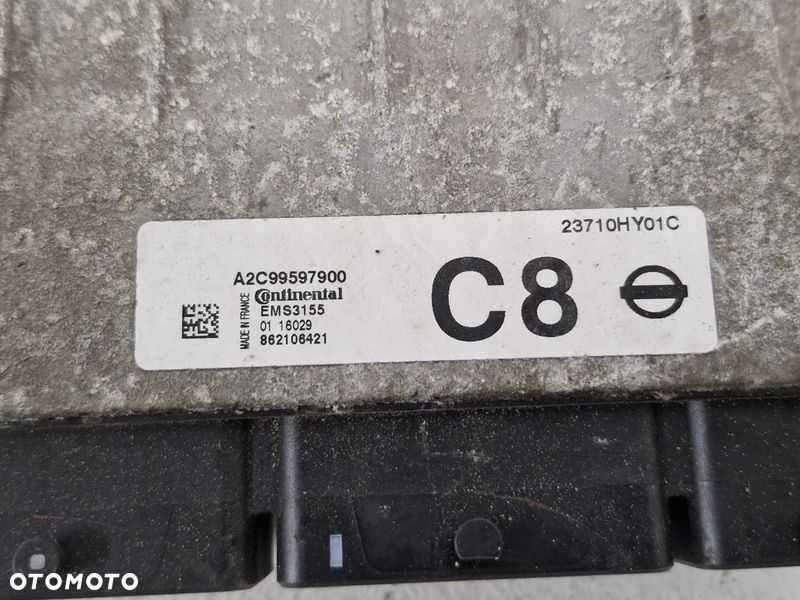 23710HY01C
A2C99597900
MADE IN FRANCE
Continental
EMS3155
01 16029
862106421
C8
OTOMOTO